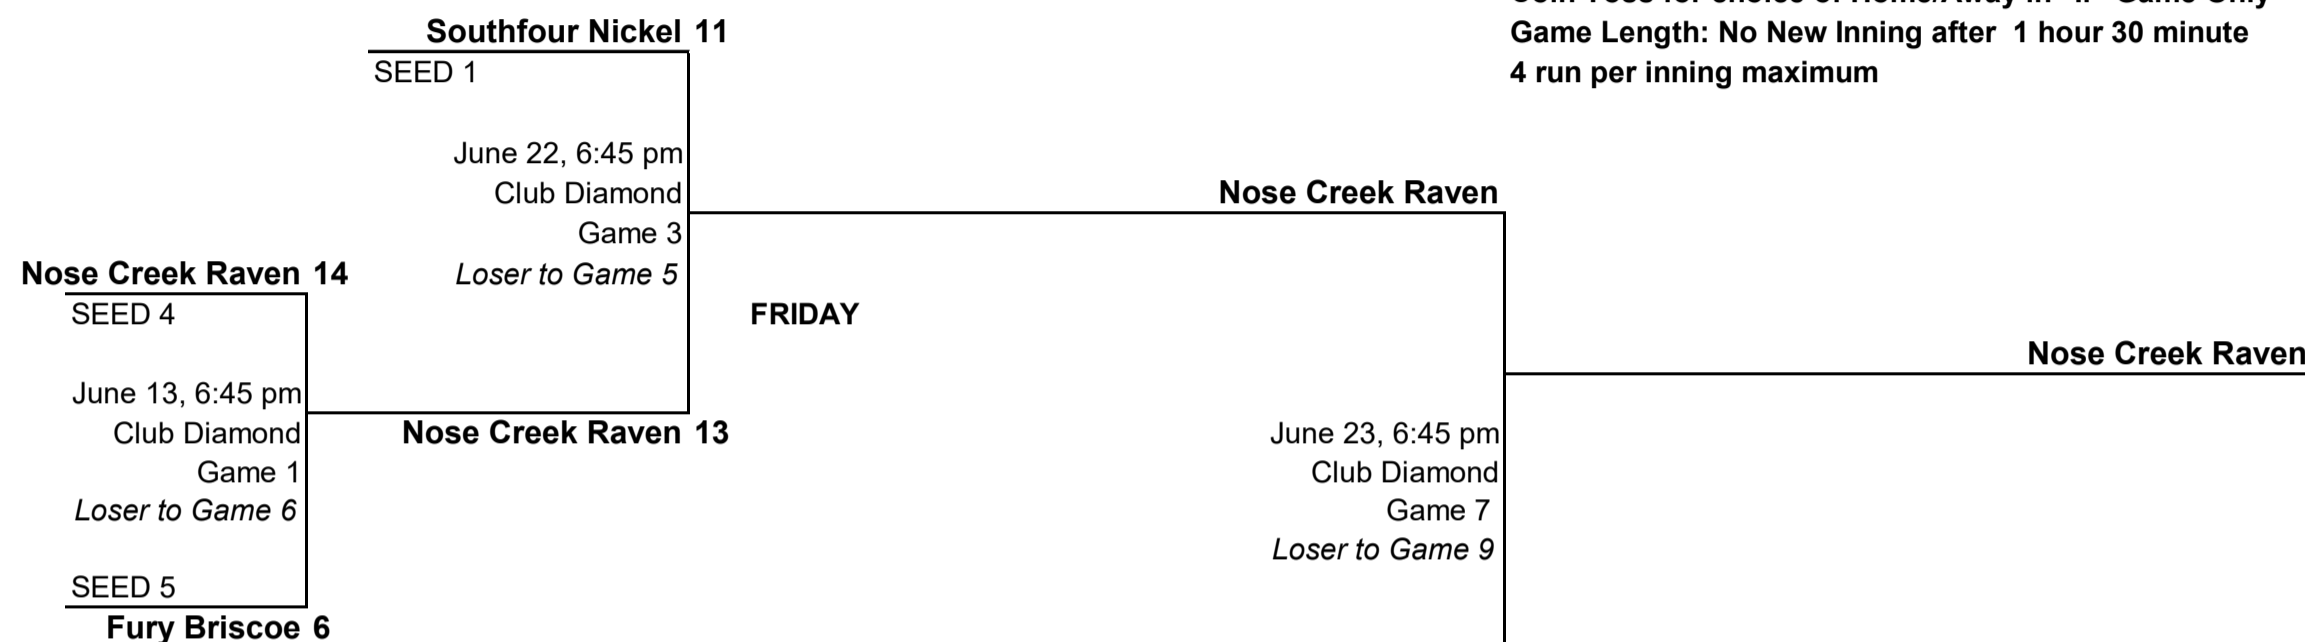 Southfour Nickel 11
SEED 1
Game Length: No New Inning after 1 hour 30 minute
4 run per inning maximum
June 22, 6:45 pm
Club Diamond
Game 3
Loser to Game 5
Nose Creek Raven
Nose Creek Raven 14
SEED 4
FRIDAY
June 13, 6:45 pm
Club Diamond
Game 1
Loser to Game 6
Nose Creek Raven 13
SEED 5
Fury Briscoe 6
Nose Creek Raven
June 23, 6:45 pm
Club Diamond
Game 7
Loser to Game 9